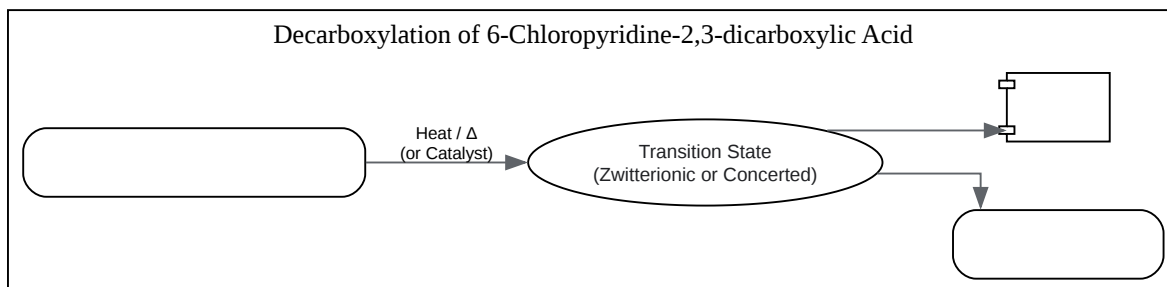 Decarboxylation of 6-Chloropyridine-2,3-dicarboxylic Acid
Heat / Δ
(or Catalyst)
Transition State
(Zwitterionic or Concerted)